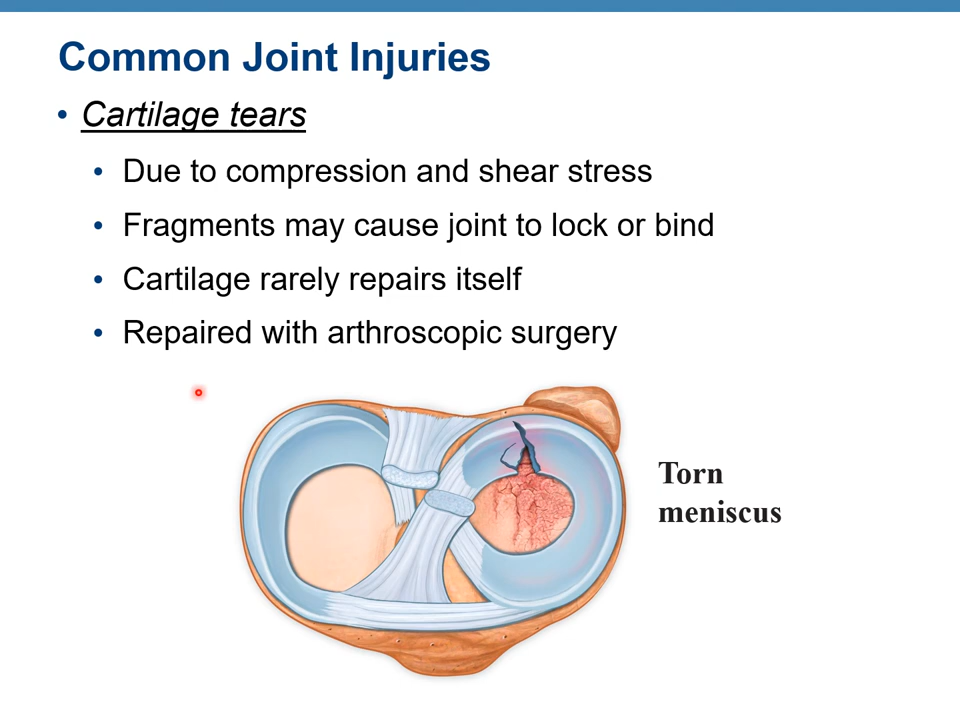 Common Joint Injuries
• Cartilage tears
• Due to compression and shear stress
• Fragments may cause joint to lock or bind
• Cartilage rarely repairs itself
• Repaired with arthroscopic surgery
Torn
meniscus